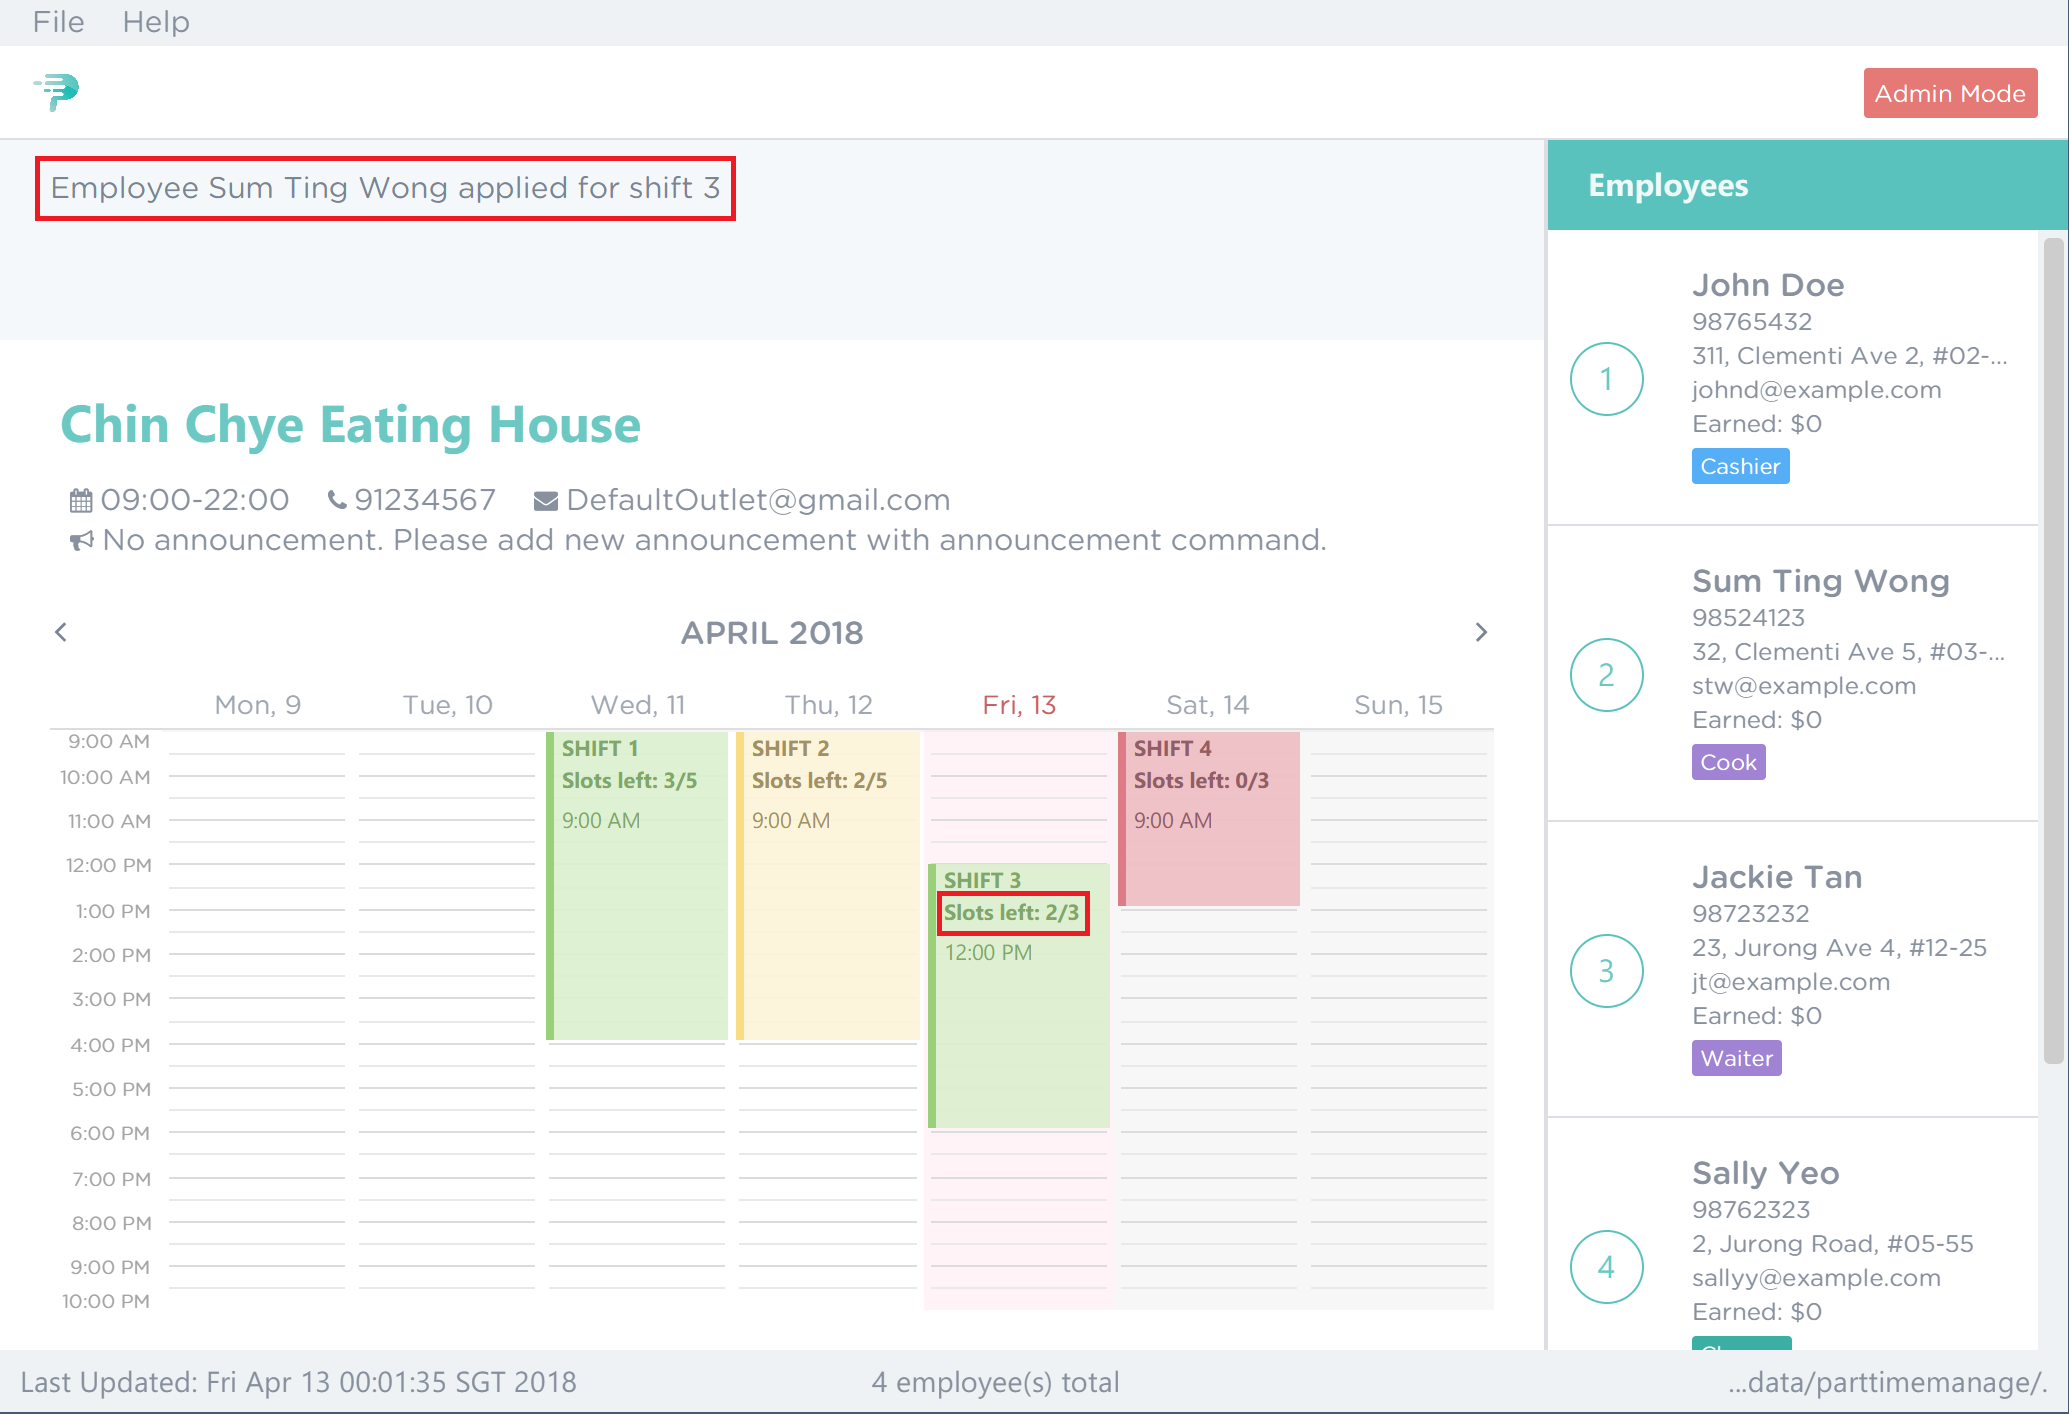 File Help
Admin Mode
Employee Sum Ting Wong applied for shift 3
Chin Chye Eating House
09:00-22:00 91234567 DefaultOutlet@gmail.com
No announcement. Please add new announcement with announcement command.
APRIL 2018
Mon, 9 Tue, 10 Wed, 11 Thu, 12 Fri, 13 Sat, 14 Sun, 15
9:00 AM
10:00 AM
11:00 AM
12:00 PM
1:00 PM
2:00 PM
3:00 PM
4:00 PM
5:00 PM
6:00 PM
7:00 PM
8:00 PM
9:00 PM
10:00 PM
SHIFT 1
Slots left: 3/5
9:00 AM
SHIFT 2
Slots left: 2/5
9:00 AM
SHIFT 3
Slots left: 2/3
12:00 PM
SHIFT 4
Slots left: 0/3
9:00 AM
Employees
1
John Doe
98765432
311, Clementi Ave 2, #02-...
johnd@example.com
Earned: $0
Cashier
2
Sum Ting Wong
98524123
32, Clementi Ave 5, #03-...
stw@example.com
Earned: $0
Cook
3
Jackie Tan
98723232
23, Jurong Ave 4, #12-25
jt@example.com
Earned: $0
Waiter
4
Sally Yeo
98762323
2, Jurong Road, #05-55
sallyy@example.com
Earned: $0
Last Updated: Fri Apr 13 00:01:35 SGT 2018
4 employee(s) total
...data/parttimemanage/.